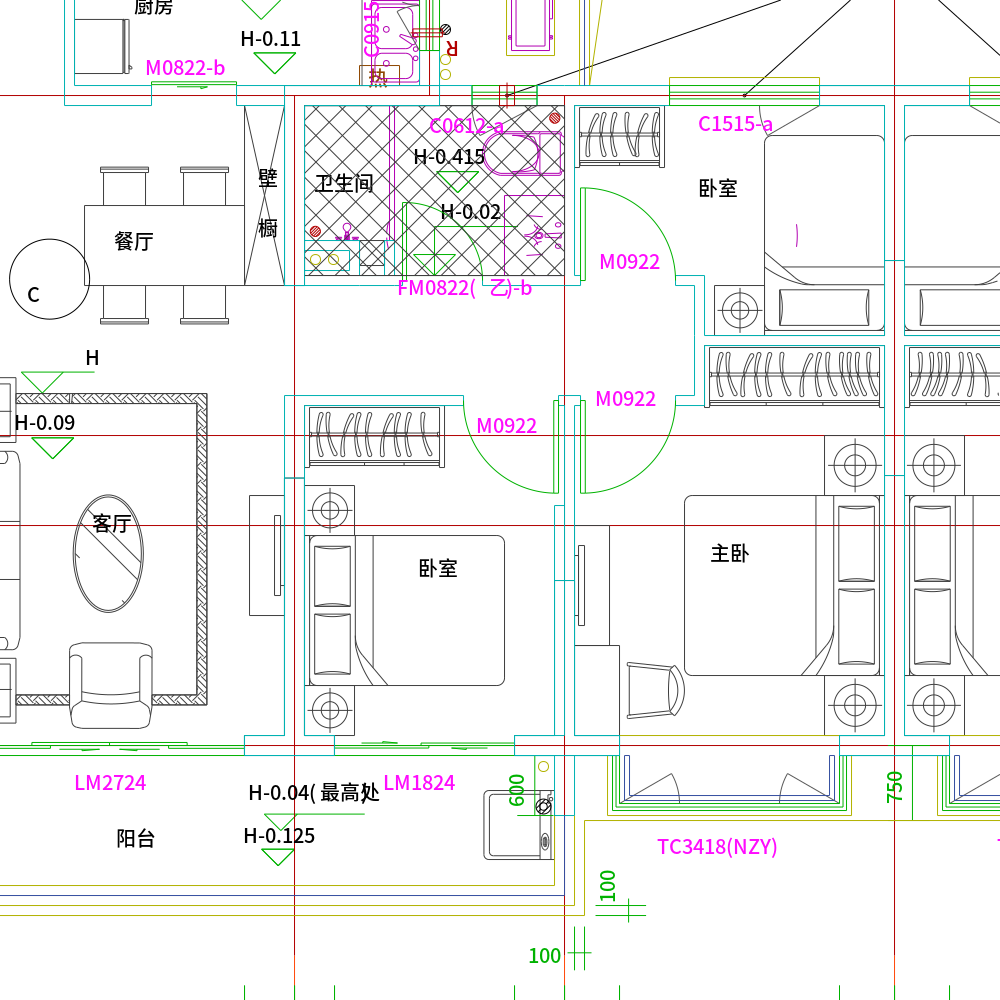 厨房
H-0.11
C0915
R
M0822-b
热
C0612-a
C1515-a
H-0.415
壁
橱
卫生间
卧室
H-0.02
餐厅
M0922
C
FM0822(乙)-b
H
M0922
H-0.09
M0922
客厅
卧室
主卧
LM2724
H-0.04(最高处
LM1824
600
750
阳台
H-0.125
TC3418(NZY)
100
100